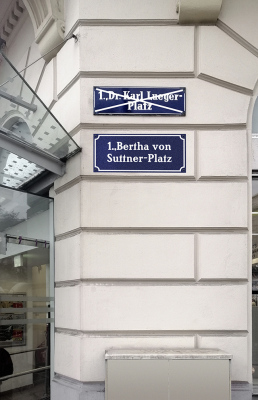 1.,Dr. Karl Lueger-
Platz
1.,Bertha von
Suttner-Platz